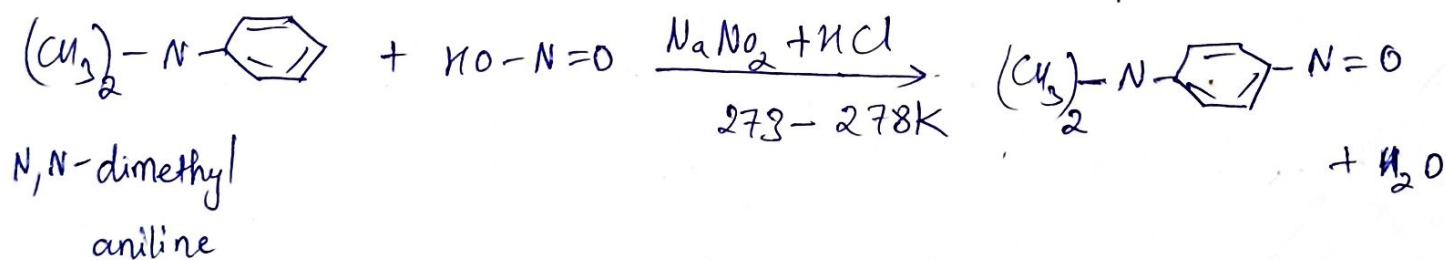 (CH₃)₂ – N – + HO – N = O NaNO₂ + HCl (CH₃)₂ – N – – N = O
273 – 278K
N,N-dimethyl + H₂O
aniline